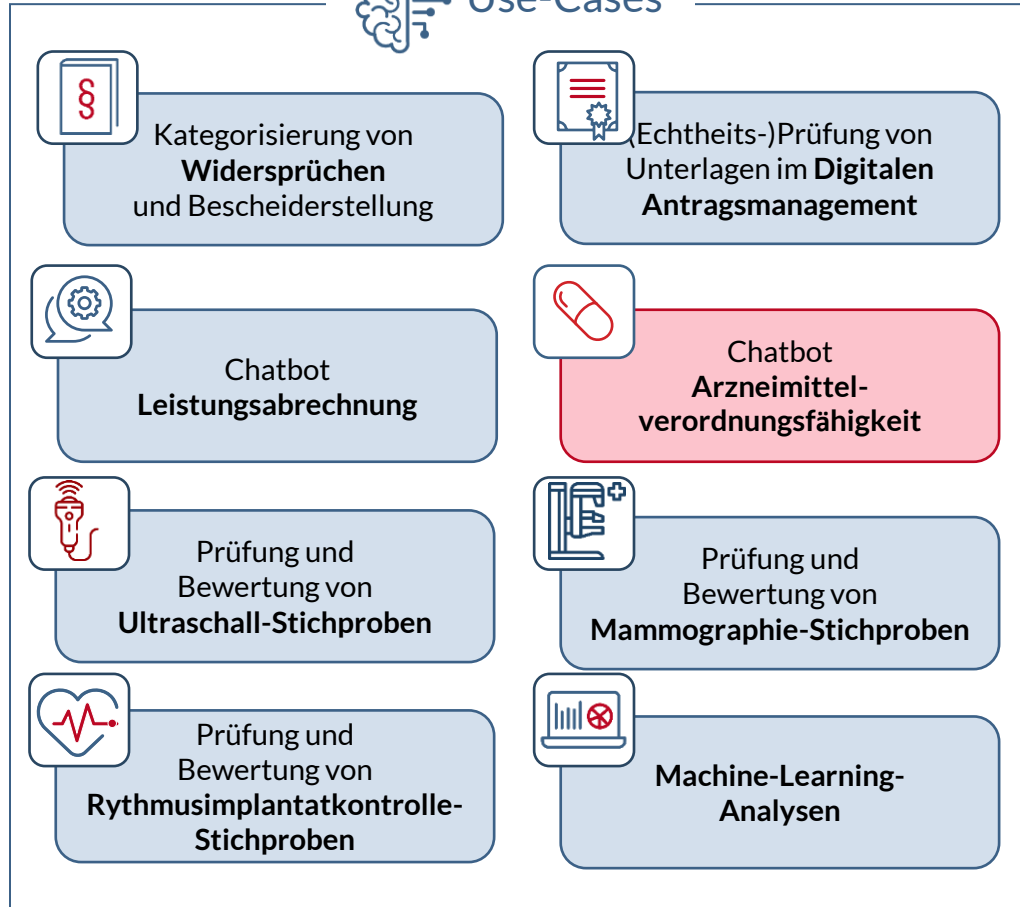 Use-Cases
§
Kategorisierung von
Widersprüchen
und Bescheiderstellung
(Echtheits-)Prüfung von
Unterlagen im Digitalen
Antragsmanagement
Chatbot
Leistungsabrechnung
Chatbot
Arzneimittel-
verordnungsfähigkeit
Prüfung und
Bewertung von
Ultraschall-Stichproben
Prüfung und
Bewertung von
Mammographie-Stichproben
Prüfung und
Bewertung von
Rythmusimplantatkontrolle-
Stichproben
Machine-Learning-
Analysen